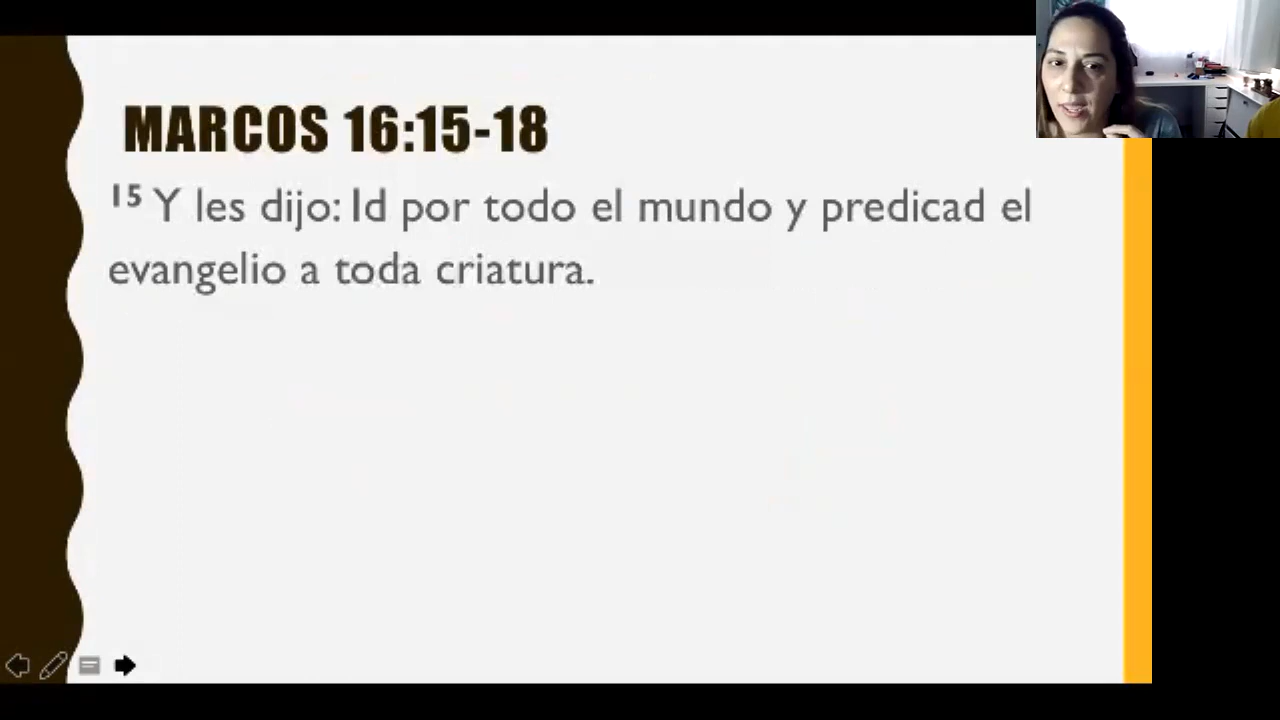 MARCOS 16:15-18
¹⁵ Y les dijo: Id por todo el mundo y predicad el
evangelio a toda criatura.